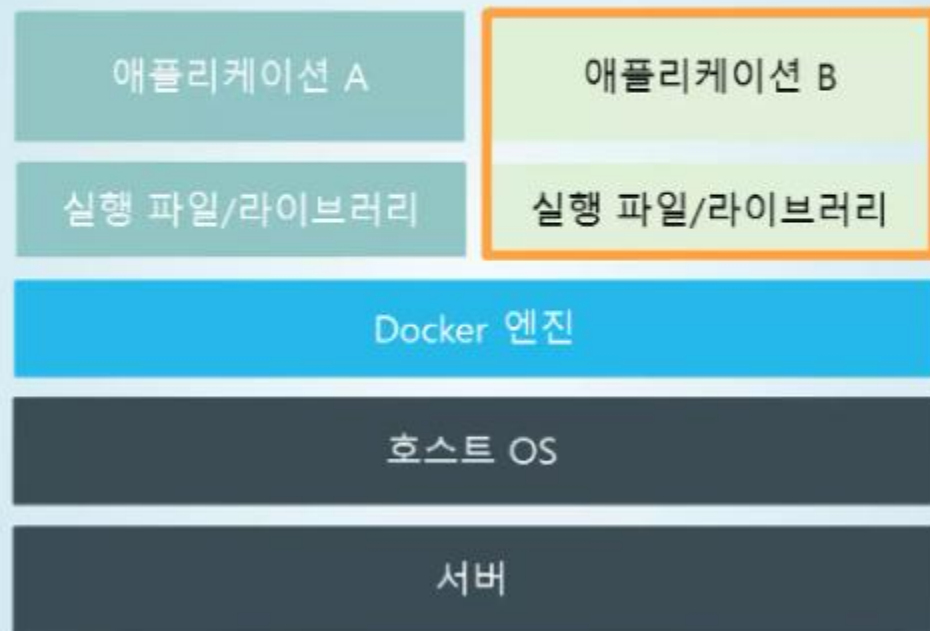 애플리케이션 A
애플리케이션 B
실행 파일/라이브러리
실행 파일/라이브러리
Docker 엔진
호스트 OS
서버